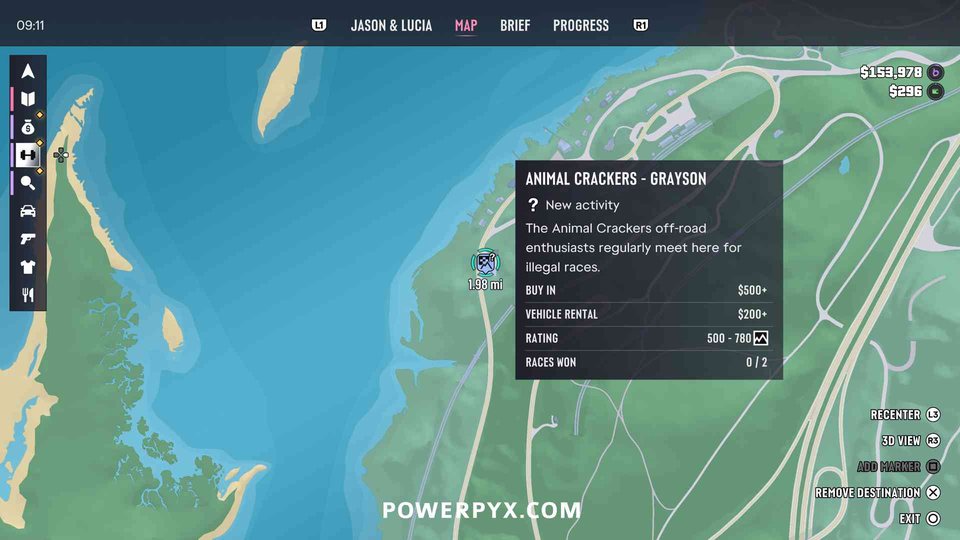 09:11
L1
JASON & LUCIA
MAP
BRIEF
PROGRESS
R1
$153,978
$296
ANIMAL CRACKERS - GRAYSON
? New activity
The Animal Crackers off-road
enthusiasts regularly meet here for
illegal races.
BUY IN $500+
VEHICLE RENTAL $200+
RATING 500 - 780
RACES WON 0 / 2
1.98 mi
RECENTER L3
3D VIEW R3
ADD MARKER
REMOVE DESTINATION
EXIT
POWERPYX.COM